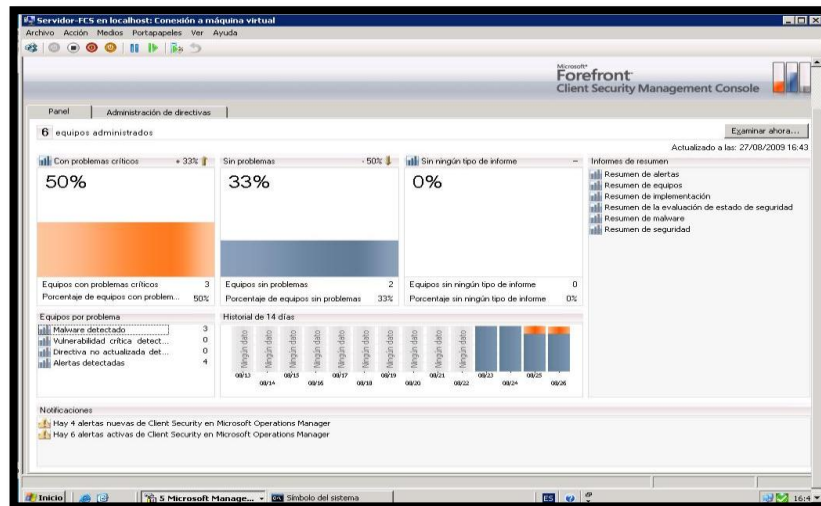 Servidor-FCS en localhost: Conexión a máquina virtual
Archivo Acción Medios Portapapeles Ver Ayuda
Microsoft®
Forefront
Client Security Management Console
Panel
Administración de directivas
6 equipos administrados
Examinar ahora...
Actualizado a las: 27/08/2009 16:43
Con problemas críticos + 33%
50%
Equipos con problemas críticos 3
Porcentaje de equipos con problem... 50%
Sin problemas - 50%
33%
Equipos sin problemas 2
Porcentaje de equipos sin problemas 33%
Sin ningún tipo de informe –
0%
Equipos sin ningún tipo de informe 0
Porcentaje sin ningún tipo de informe 0%
Informes de resumen
Resumen de alertas
Resumen de equipos
Resumen de implementación
Resumen de la evaluación de estado de seguridad
Resumen de malware
Resumen de seguridad
Equipos por problema
Malware detectado 3
Vulnerabilidad crítica detect... 0
Directiva no actualizada det... 0
Alertas detectadas 4
Historial de 14 días
Ningún dato Ningún dato Ningún dato Ningún dato Ningún dato Ningún dato Ningún dato Ningún dato Ningún dato Ningún dato
08/13 08/15 08/17 08/19 08/21 08/23 08/25
08/14 08/16 08/18 08/20 08/22 08/24 08/26
Notificaciones
Hay 4 alertas nuevas de Client Security en Microsoft Operations Manager
Hay 6 alertas activas de Client Security en Microsoft Operations Manager
Inicio
5 Microsoft Manage...
Símbolo del sistema
ES
16:4